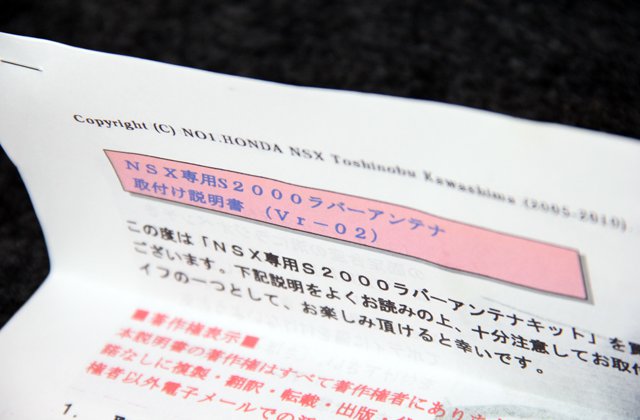 Copyright (C) NO1.HONDA NSX Toshinobu Kawashima (2005-2010).
NSX専用S2000ラバーアンテナ
取付け説明書 (Vr-02)
この度は「NSX専用S2000ラバーアンテナキット」を
ございます。下記説明をよくお読みの上、十分注意してお取付
イフの一つとして、お楽しみ頂けると幸いです。
■著作権表示■
本説明書の著作権はすべて著作権者にあり
諾なしに複製・翻訳・転載・出版・
権者以外電子メールでの
1.